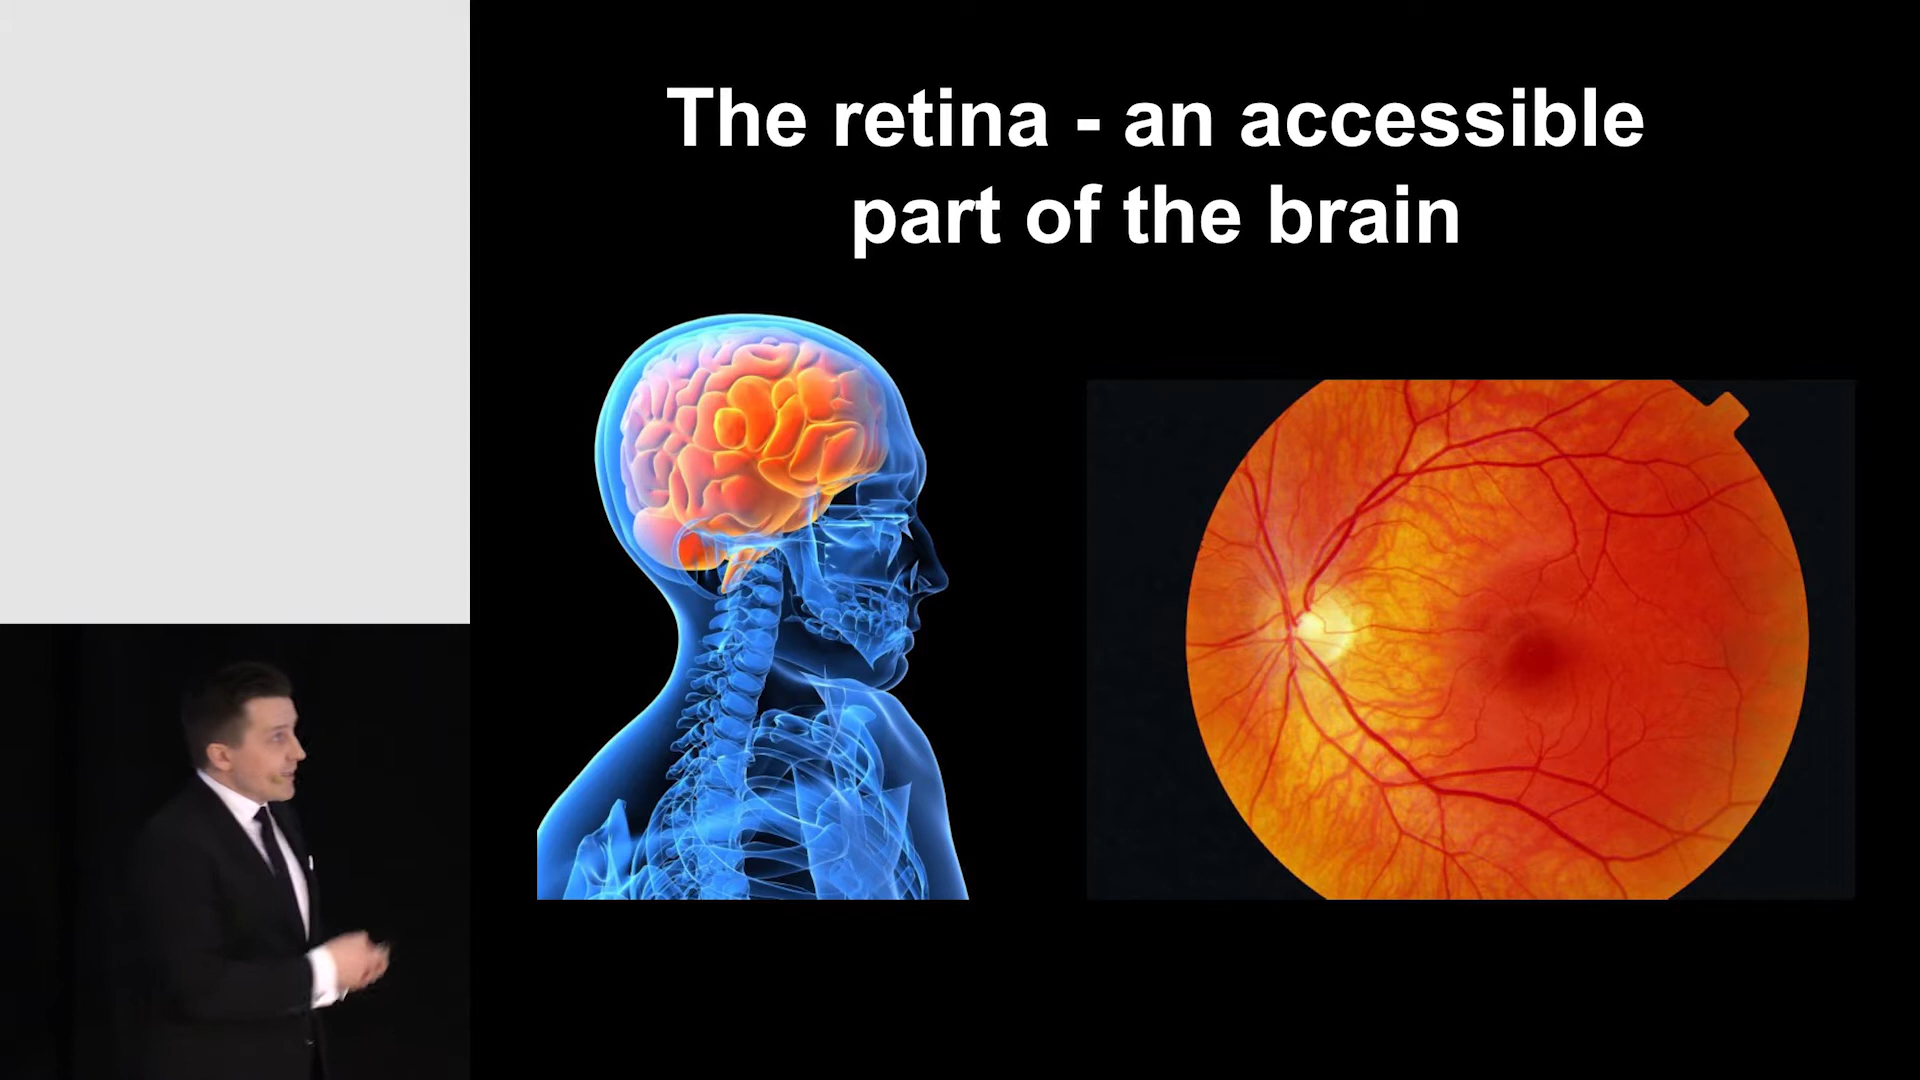 The retina - an accessible
part of the brain